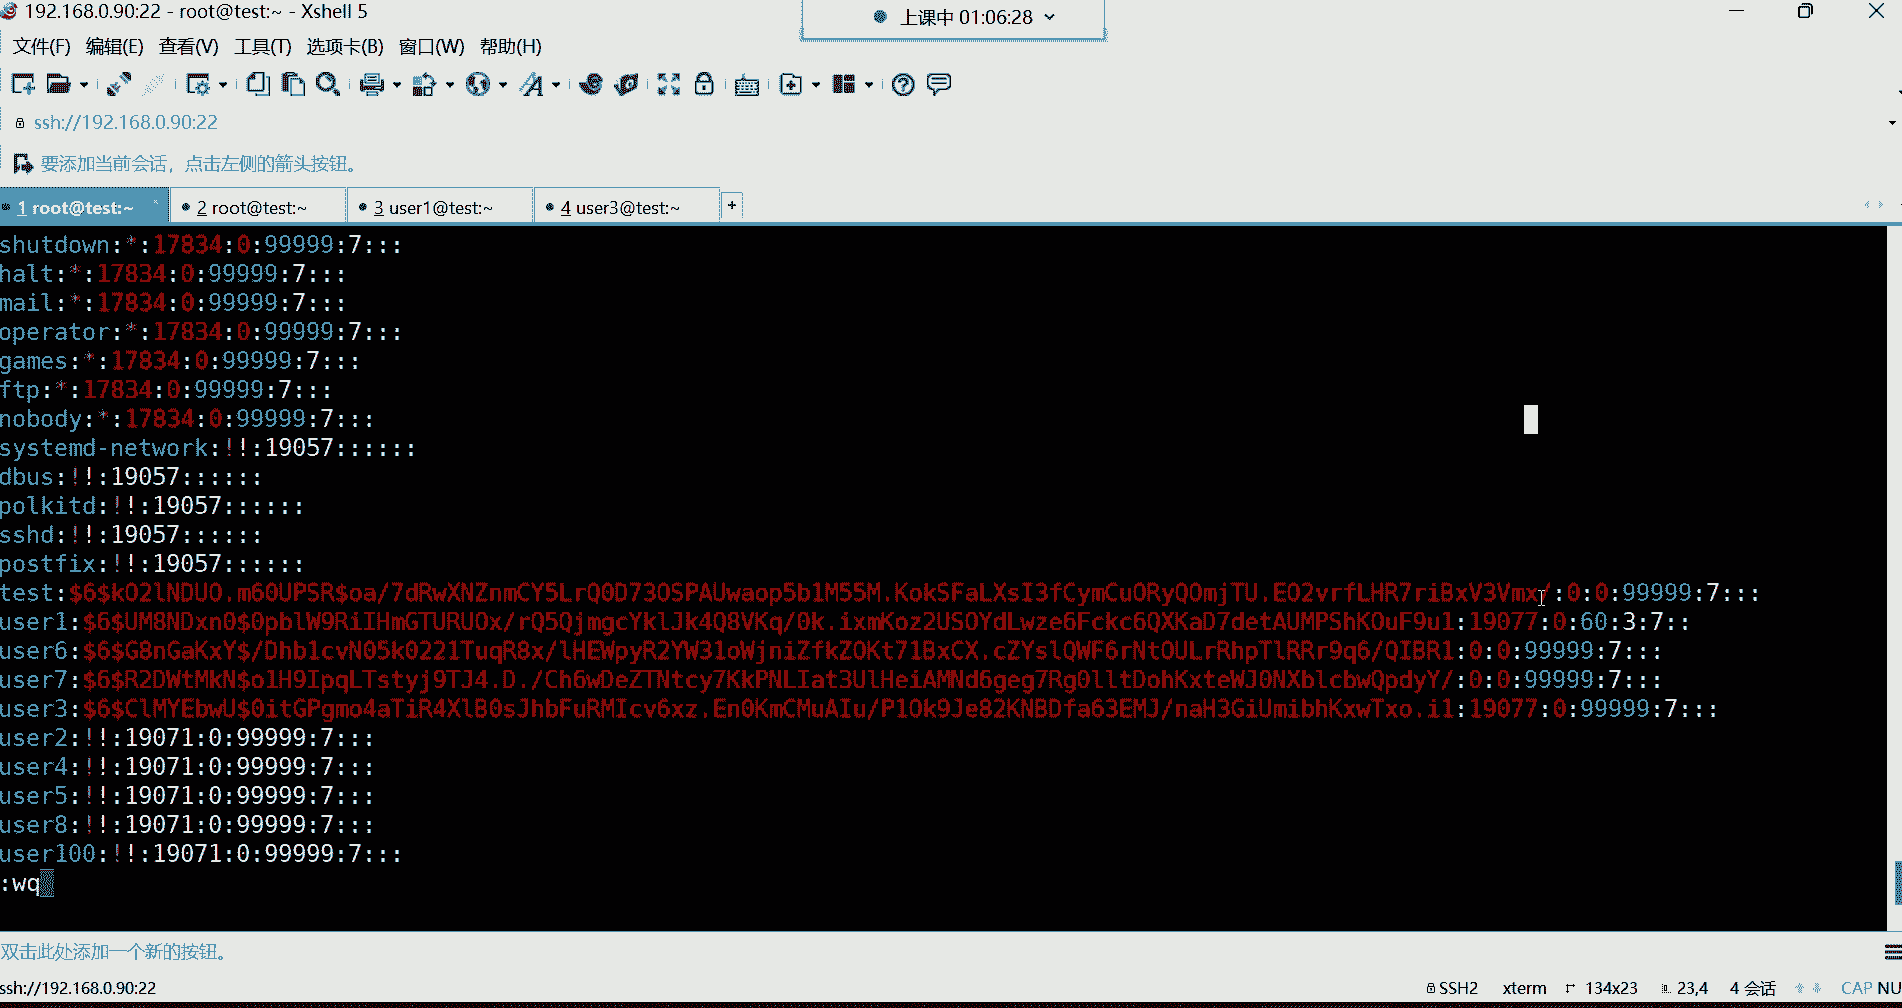 192.168.0.90:22 - root@test:~ - Xshell 5
上课中 01:06:28
文件(F) 编辑(E) 查看(V) 工具(T) 选项卡(B) 窗口(W) 帮助(H)
ssh://192.168.0.90:22
要添加当前会话，点击左侧的箭头按钮。
1 root@test:~ 2 root@test:~ 3 user1@test:~ 4 user3@test:~
shutdown:*:17834:0:99999:7:::
halt:*:17834:0:99999:7:::
mail:*:17834:0:99999:7:::
operator:*:17834:0:99999:7:::
games:*:17834:0:99999:7:::
ftp:*:17834:0:99999:7:::
nobody:*:17834:0:99999:7:::
systemd-network:!!:19057::::::
dbus:!!:19057::::::
polkitd:!!:19057::::::
sshd:!!:19057::::::
postfix:!!:19057::::::
test:$6$kO2lNDUO.m60UPSR$oa/7dRwXNZnmCY5LrQ0D73OSPAUwaop5b1M55M.KokSFaLXsI3fCymCuORyQOmjTU.EO2vrfLHR7riBxV3Vmx/:0:0:99999:7:::
user1:$6$UM8NDxn0$0pblW9RiIHmGTURUOx/rQ5QjmgcYklJk4Q8VKq/0k.ixmKoz2USOYdLwze6Fckc6QXKaD7detAUMPShKOuF9u1:19077:0:60:3:7::
user6:$6$G8nGaKxY$/Dhb1cvN05k0221TuqR8x/lHEWpyR2YW31oWjniZfkZOKt71BxCX.cZYslQWF6rNtOULrRhpTlRRr9q6/QIBR1:0:0:99999:7:::
user7:$6$R2DWtMkN$o1H9IpqLTstyj9TJ4.D./Ch6wDeZTNtcy7KkPNLIat3UlHeiAMNd6geg7Rg0lltDohKxteWJ0NXblcbwQpdyY/:0:0:99999:7:::
user3:$6$ClMYEbwU$0itGPgmo4aTiR4XlB0sJhbFuRMIcv6xz.En0KmCMuAIu/P1Ok9Je82KNBDfa63EMJ/naH3GiUmibhKxwTxo.i1:19077:0:99999:7:::
user2:!!:19071:0:99999:7:::
user4:!!:19071:0:99999:7:::
user5:!!:19071:0:99999:7:::
user8:!!:19071:0:99999:7:::
user100:!!:19071:0:99999:7:::
:wq
双击此处添加一个新的按钮。
ssh://192.168.0.90:22 SSH2 xterm 134x23 23,4 4 会话 CAP NU